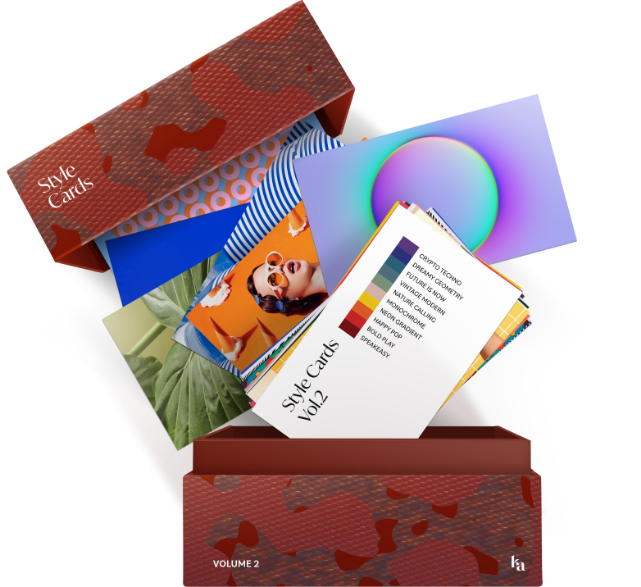 Style
Cards
CRYPTO TECHNO
DREAMY GEOMETRY
FUTURE IS NOW
VINTAGE MODERN
NATURE CALLING
MONOCHROME
NEON GRADIENT
HAPPY POP
BOLD PLAY
SPEAKEASY
Style Cards
Vol.2
VOLUME 2
ka